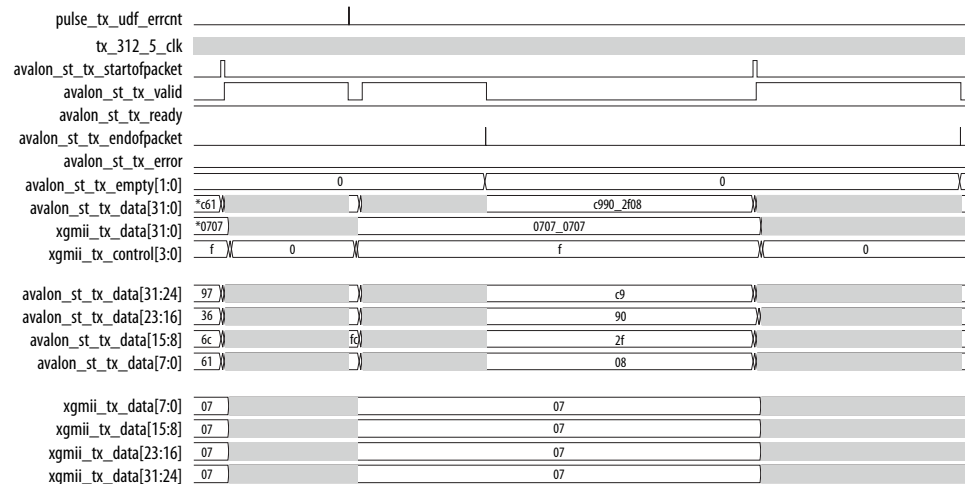 pulse_tx_udf_errcnt
tx_312_5_clk
avalon_st_tx_startofpacket
avalon_st_tx_valid
avalon_st_tx_ready
avalon_st_tx_endofpacket
avalon_st_tx_error
avalon_st_tx_empty[1:0] 0 0
avalon_st_tx_data[31:0] *c61 c990_2f08
xgmii_tx_data[31:0] *0707 0707_0707
xgmii_tx_control[3:0] f 0 f 0
avalon_st_tx_data[31:24] 97 c9
avalon_st_tx_data[23:16] 36 90
avalon_st_tx_data[15:8] 6c fc 2f
avalon_st_tx_data[7:0] 61 08
xgmii_tx_data[7:0] 07 07
xgmii_tx_data[15:8] 07 07
xgmii_tx_data[23:16] 07 07
xgmii_tx_data[31:24] 07 07